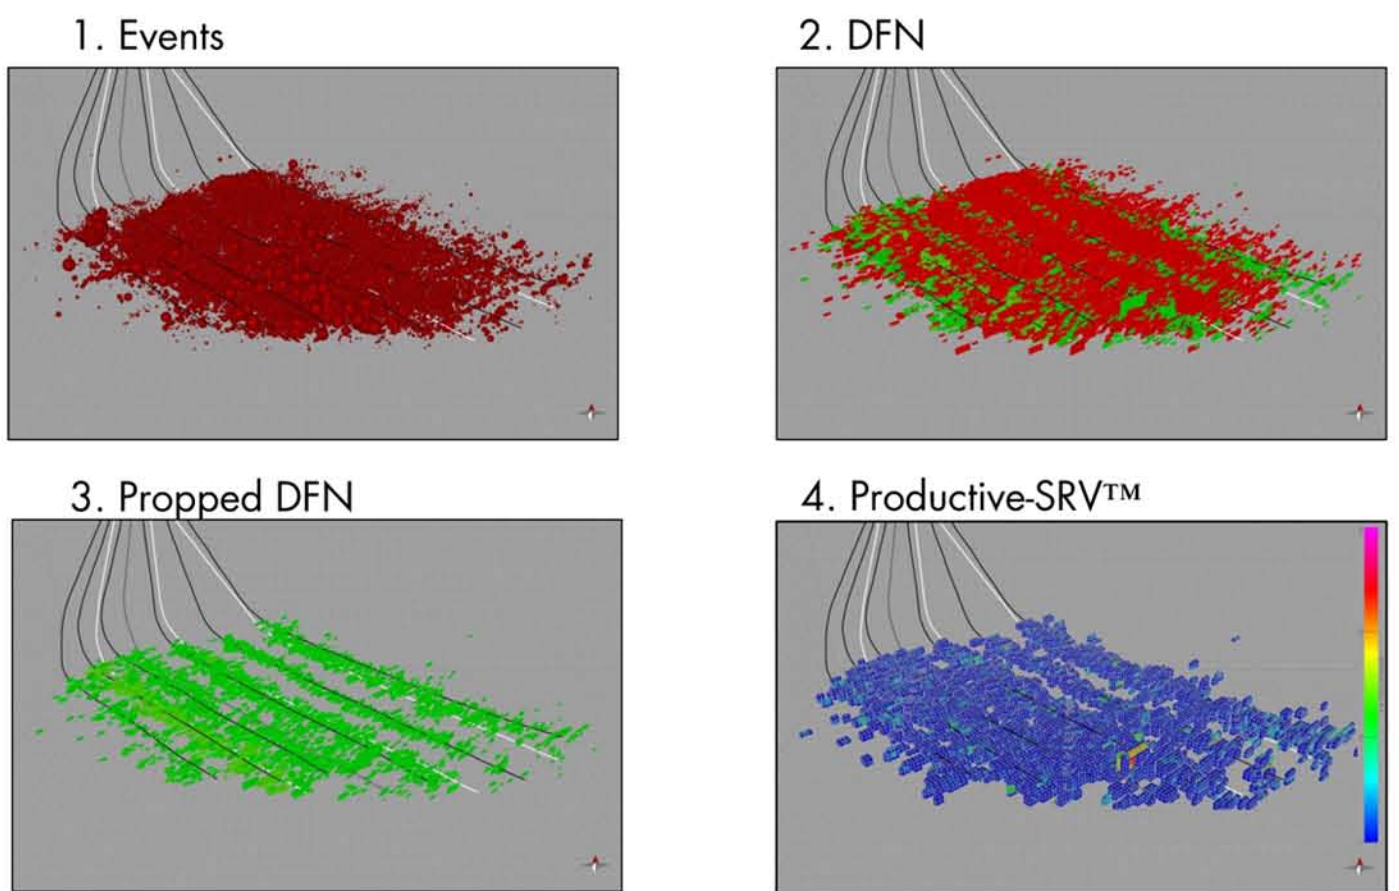 1. Events
2. DFN
3. Propped DFN
4. Productive-SRV™